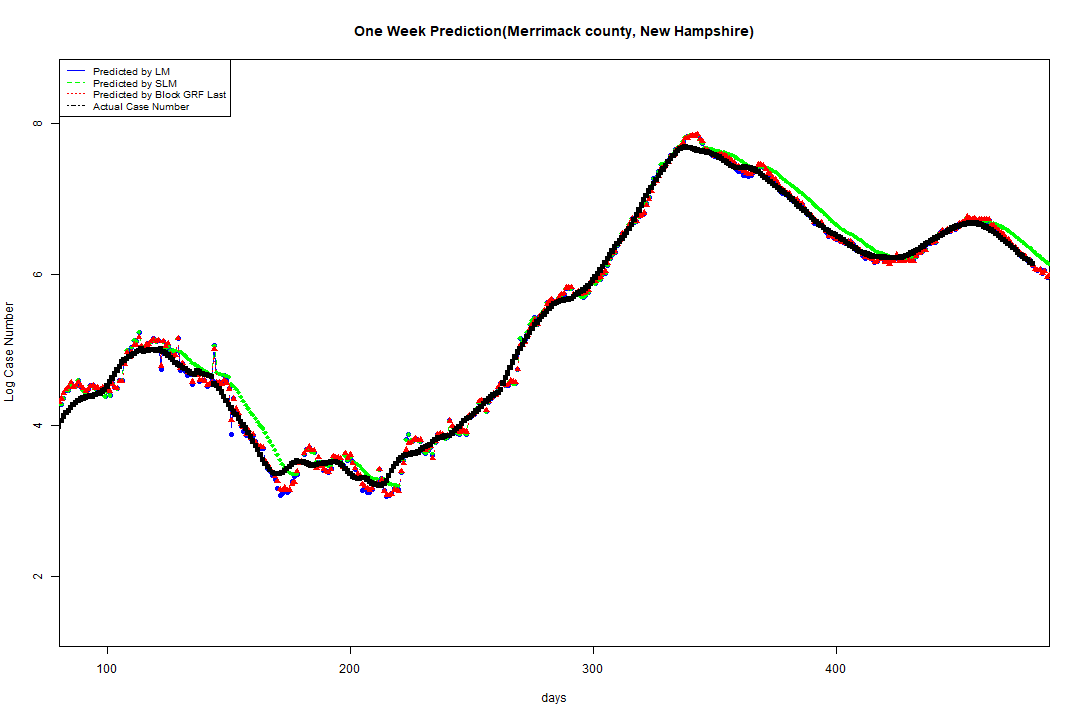 One Week Prediction(Merrimack county, New Hampshire)
Predicted by LM
Predicted by SLM
Predicted by Block GRF Last
Actual Case Number
Log Case Number
8
6
4
2
100 200 300 400
days